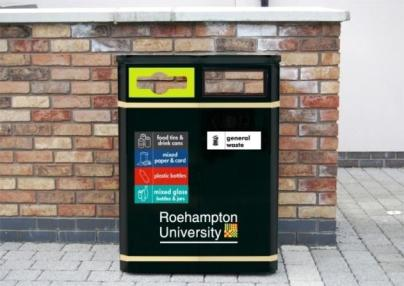 food tins &
drink cans
mixed
paper & card
plastic bottles
mixed glass
bottles & jars
general
waste
Roehampton
University